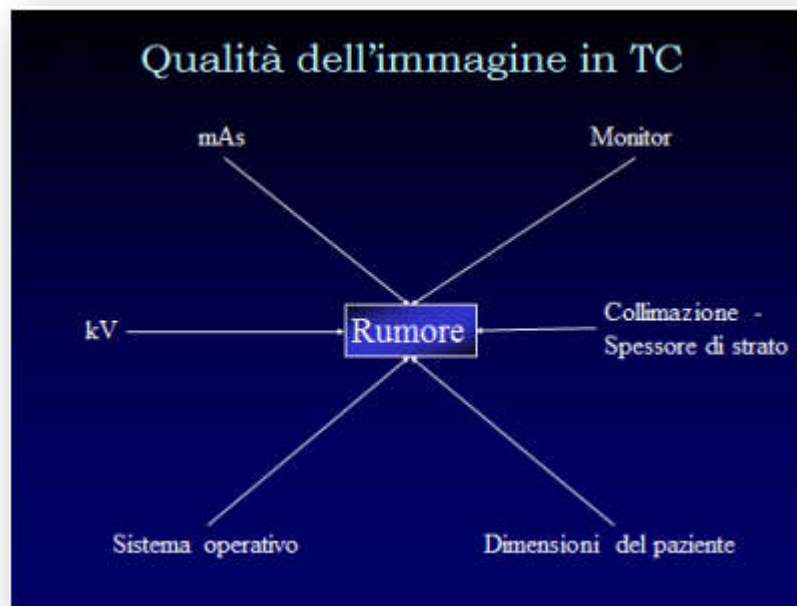 Qualità dell'immagine in TC
mAs
Monitor
kV
Rumore
Collimazione -
Spessore di strato
Sistema operativo
Dimensioni del paziente